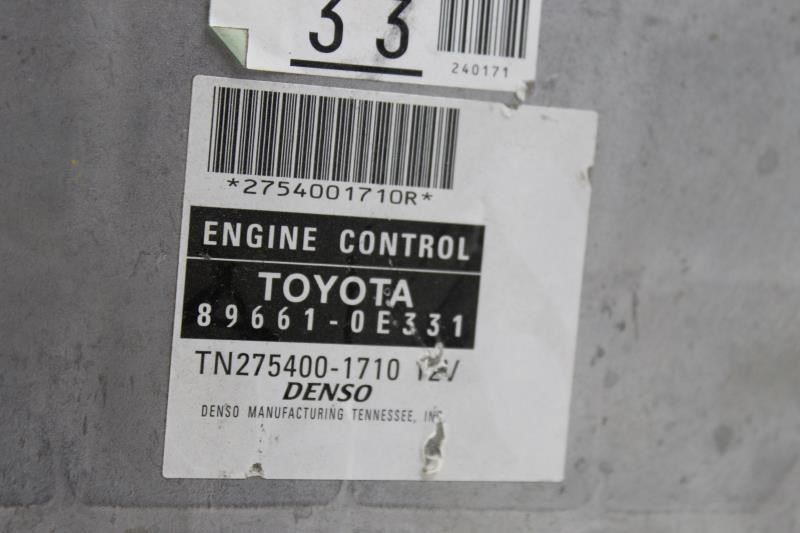 33
240171
*2754001710R*
ENGINE CONTROL
TOYOTA
89661-0E331
TN275400-1710 12V
DENSO
DENSO MANUFACTURING TENNESSEE, INC